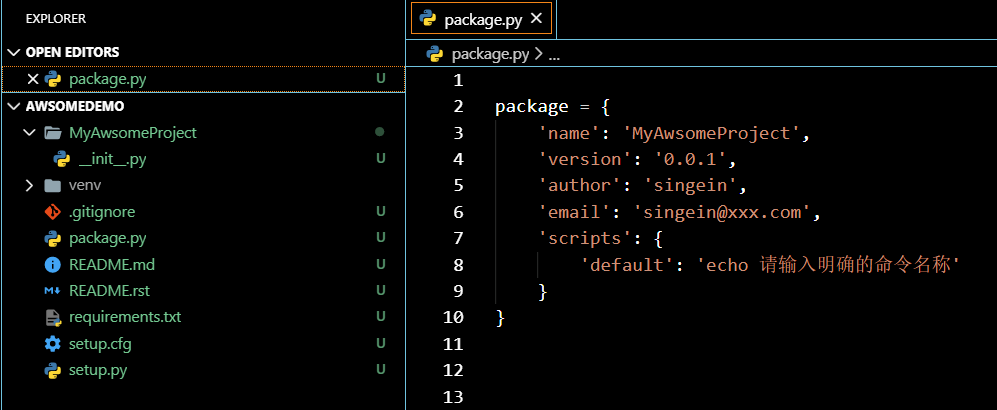 EXPLORER
OPEN EDITORS
package.py U
AWSOMEDEMO
MyAwsomeProject
__init__.py U
venv
.gitignore U
package.py U
README.md U
README.rst U
requirements.txt U
setup.cfg U
setup.py U
package.py
package.py > ...
1
2 package = {
3 'name': 'MyAwsomeProject',
4 'version': '0.0.1',
5 'author': 'singein',
6 'email': 'singein@xxx.com',
7 'scripts': {
8 'default': 'echo 请输入明确的命令名称'
9 }
10 }
11
12
13